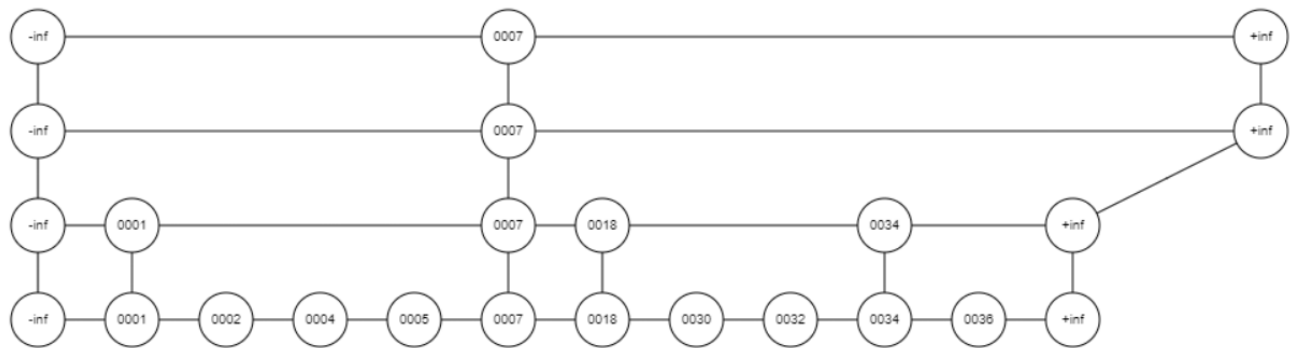 -inf 0007 +inf
-inf 0007 +inf
-inf 0001 0007 0018 0034 +inf
-inf 0001 0002 0004 0005 0007 0018 0030 0032 0034 0036 +inf